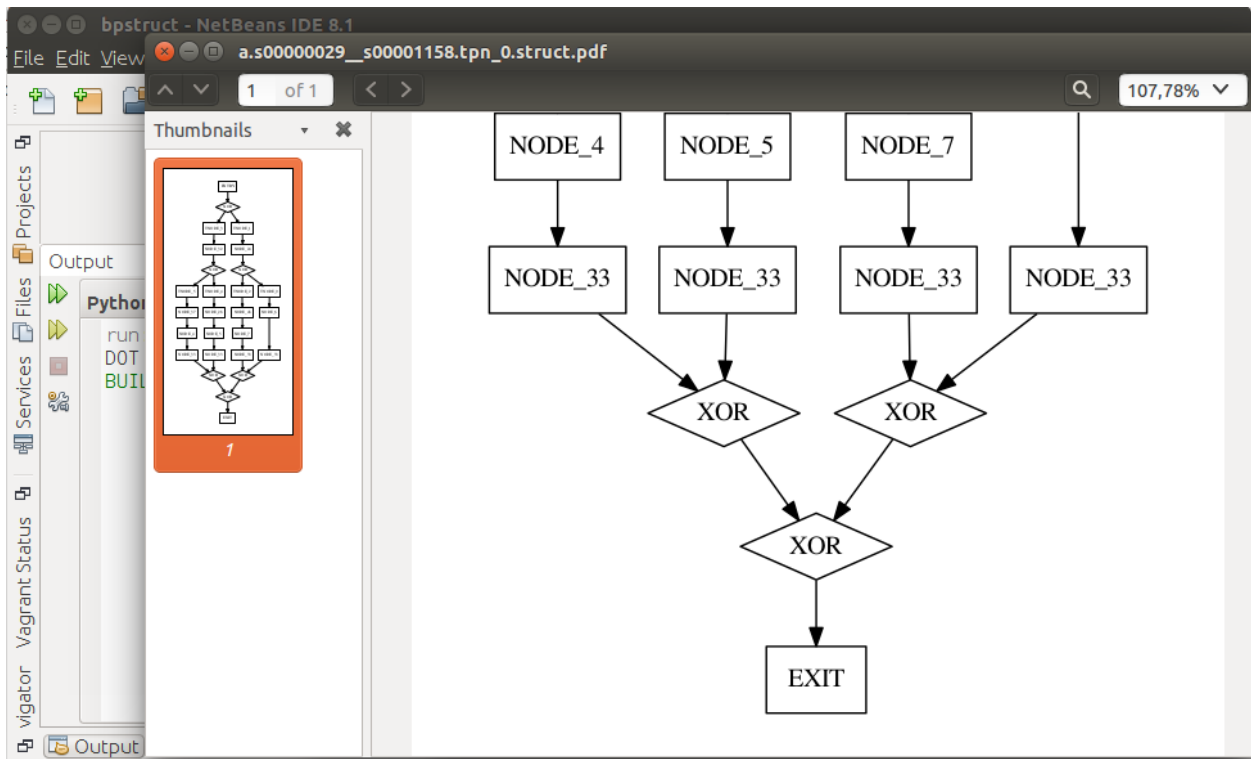 bpstruct - NetBeans IDE 8.1
File Edit View
a.s00000029__s00001158.tpn_0.struct.pdf
1 of 1
107,78%
Thumbnails
1
Projects
Files
Services
Vagrant Status
vigator
Output
Pytho
run
DOT
BUIL
Output
NODE_4 NODE_5 NODE_7
NODE_33 NODE_33 NODE_33 NODE_33
XOR XOR
XOR
EXIT